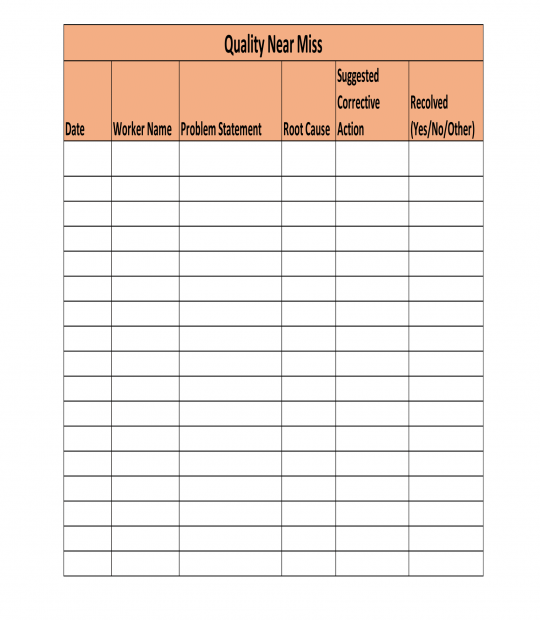 Quality Near Miss
Suggested
Corrective Recolved
Date Worker Name Problem Statement Root Cause Action (Yes/No/Other)